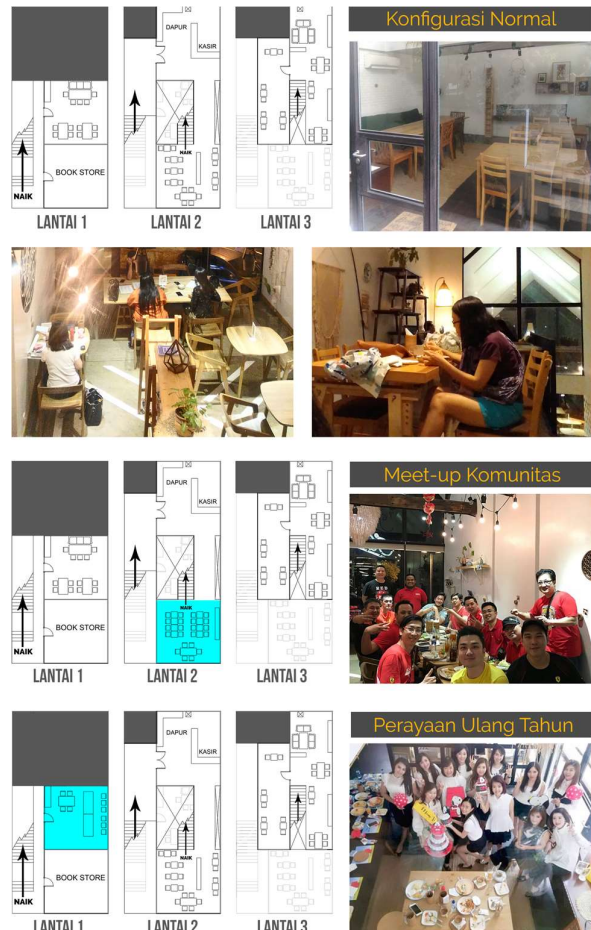 Konfigurasi Normal
DAPUR
KASIR
BOOK STORE
NAIK
NAIK
LANTAI 1
LANTAI 2
LANTAI 3
Meet-up Komunitas
DAPUR
KASIR
BOOK STORE
NAIK
NAIK
LANTAI 1
LANTAI 2
LANTAI 3
Perayaan Ulang Tahun
DAPUR
KASIR
BOOK STORE
NAIK
NAIK
LANTAI 1
LANTAI 2
LANTAI 3